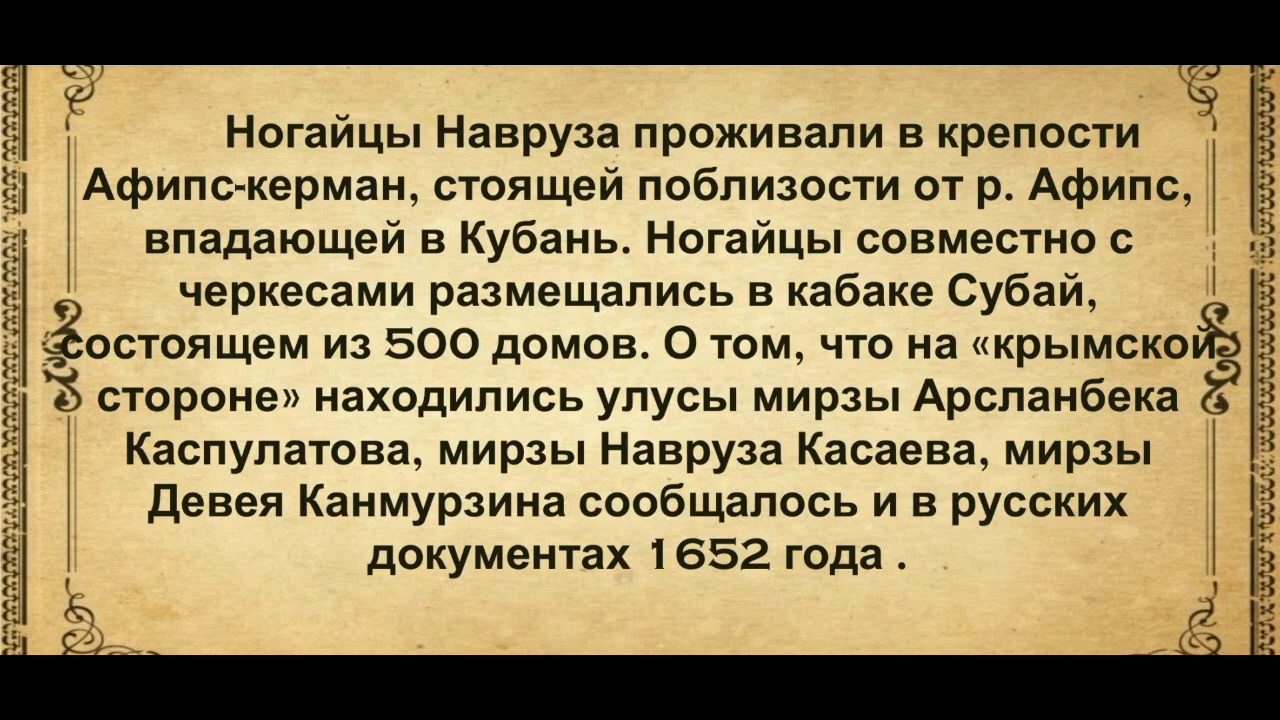 Ногайцы Навруза проживали в крепости
Афипс-керман, стоящей поблизости от р. Афипс,
впадающей в Кубань. Ногайцы совместно с
черкесами размещались в кабаке Субай,
состоящем из 500 домов. О том, что на «крымской
стороне» находились улусы мирзы Арсланбека
Каспулатова, мирзы Навруза Касаева, мирзы
Девея Канмурзина сообщалось и в русских
документах 1652 года .